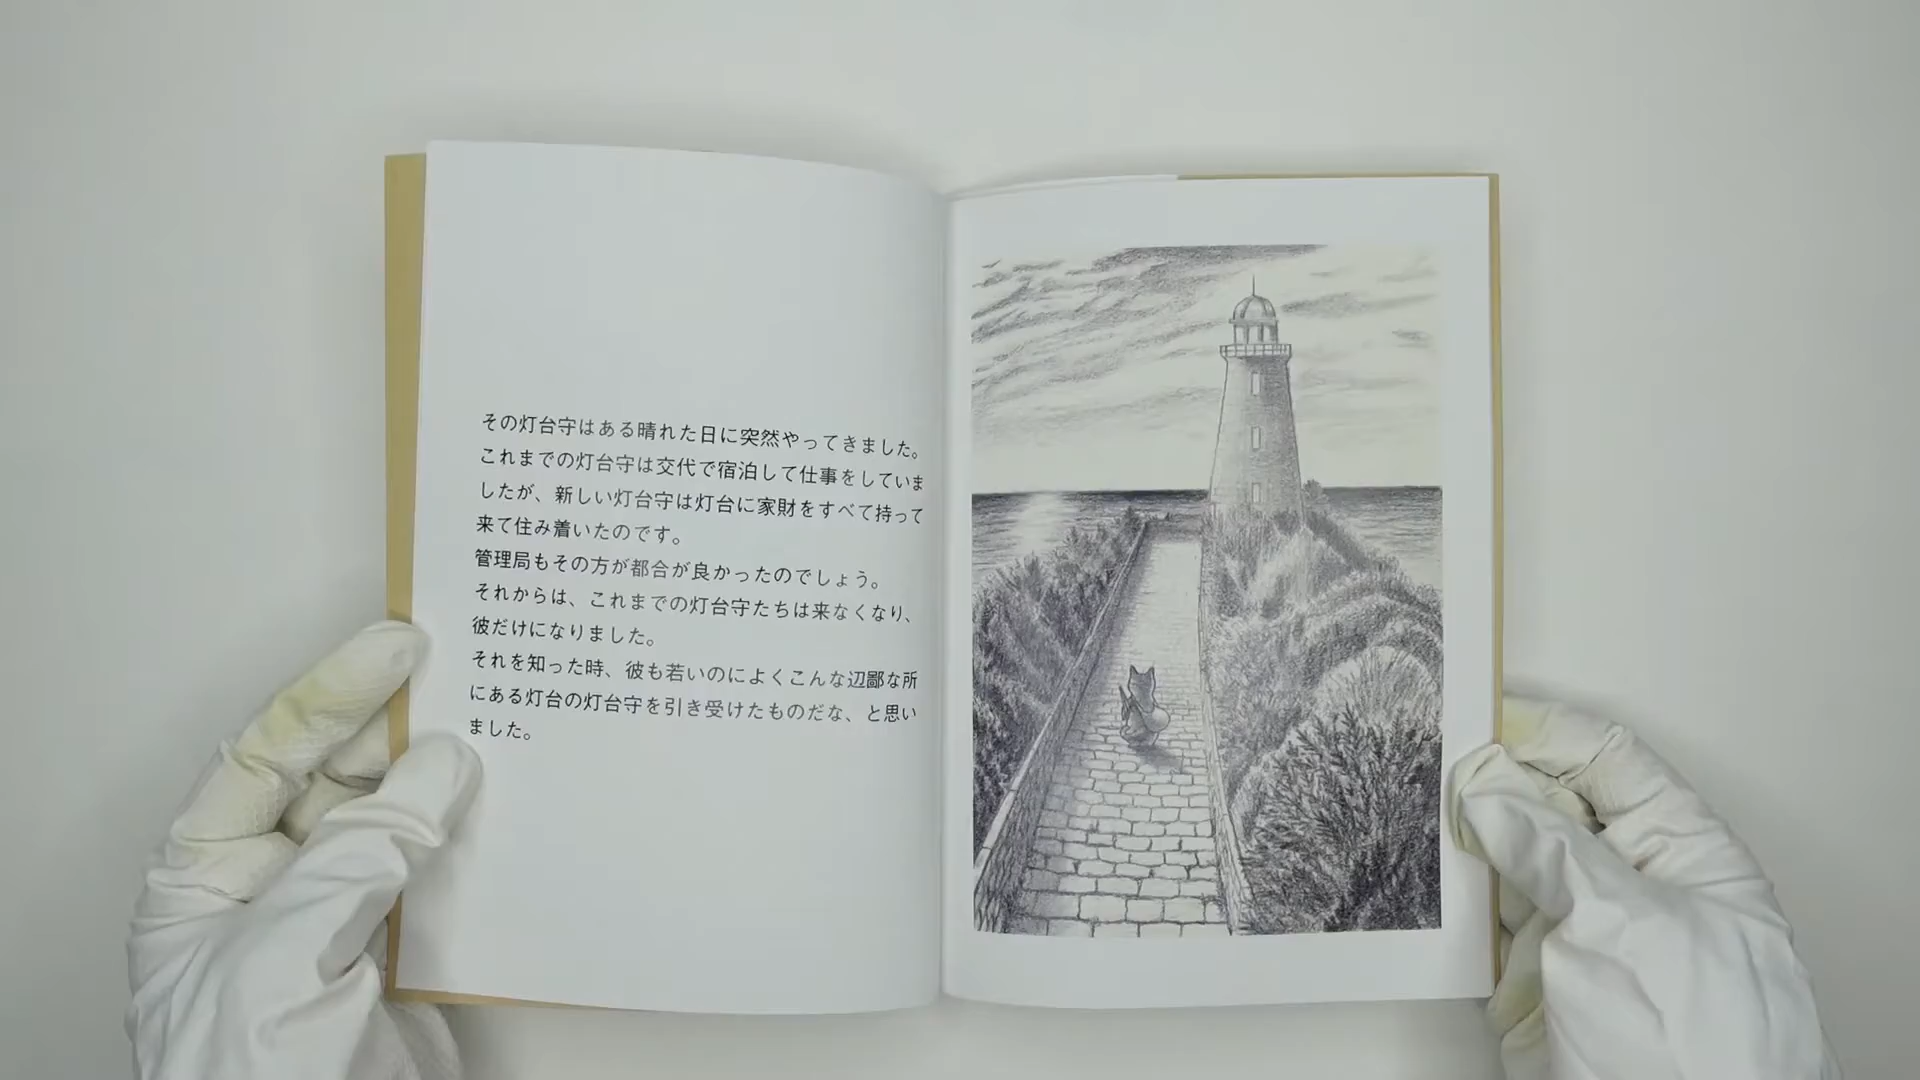 その灯台守はある晴れた日に突然やってきました。
これまでの灯台守は交代で宿泊して仕事をしていま
したが、新しい灯台守は灯台に家財をすべて持って
来て住み着いたのです。
管理局もその方が都合が良かったのでしょう。
それからは、これまでの灯台守たちは来なくなり、
彼だけになりました。
それを知った時、彼も若いのによくこんな辺鄙な所
にある灯台の灯台守を引き受けたものだな、と思い
ました。